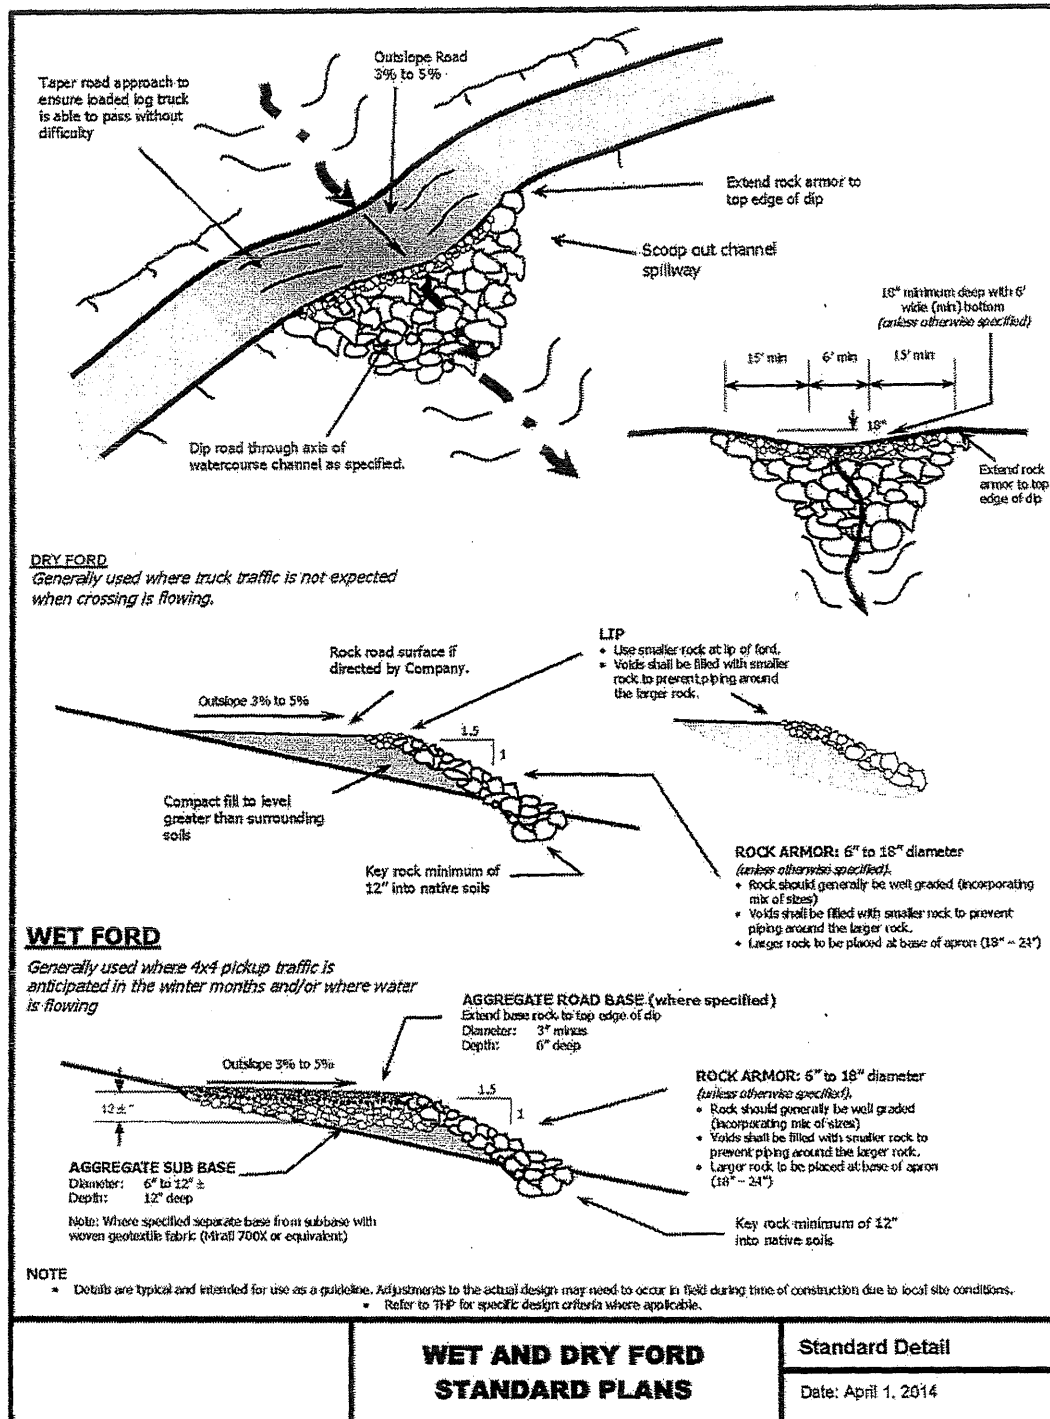 Taper road approach to
ensure loaded log truck
is able to pass without
difficulty
Outslope Road
3% to 5%
Extend rock armor to
top edge of dip
Scoop out channel
spillway
18" minimum deep with 6'
wide (min) bottom
(unless otherwise specified)
15' min
6' min
15' min
18"
Extend rock
armor to top
edge of dip
Dip road through axis of
watercourse channel as specified.
DRY FORD
Generally used where truck traffic is not expected
when crossing is flowing.
Rock road surface if
directed by Company.
LIP
• Use smaller rock at lip of ford.
• Voids shall be filled with smaller
rock to prevent piping around
the larger rock.
Outslope 3% to 5%
1.5
1
Compact fill to level
greater than surrounding
soils
Key rock minimum of
12" into native soils
ROCK ARMOR: 6" to 18" diameter
(unless otherwise specified).
• Rock should generally be well graded (incorporating
mix of sizes)
• Voids shall be filled with smaller rock to prevent
piping around the larger rock.
• Larger rock to be placed at base of apron (18" – 24")
WET FORD
Generally used where 4x4 pickup traffic is
anticipated in the winter months and/or where water
is flowing
AGGREGATE ROAD BASE (where specified)
Extend base rock to top edge of dip
Diameter: 3" minus
Depth: 6" deep
Outslope 3% to 5%
1.5
1
12 ± "
ROCK ARMOR: 6" to 18" diameter
(unless otherwise specified).
• Rock should generally be well graded
(incorporating mix of sizes)
• Voids shall be filled with smaller rock to
prevent piping around the larger rock.
• Larger rock to be placed at base of apron
(18" – 24")
AGGREGATE SUB BASE
Diameter: 6" to 12" ±
Depth: 12" deep
Note: Where specified separate base from subbase with
woven geotextile fabric (Mirafi 700X or equivalent)
Key rock minimum of 12"
into native soils
NOTE
• Details are typical and intended for use as a guideline. Adjustments to the actual design may need to occur in field during time of construction due to local site conditions.
• Refer to THP for specific design criteria where applicable.
WET AND DRY FORD
STANDARD PLANS
Standard Detail
Date: April 1, 2014